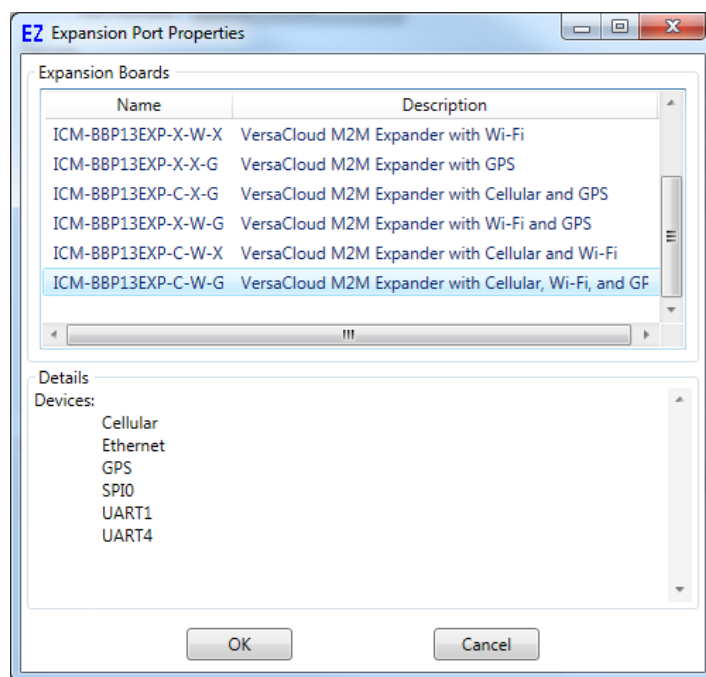 EZ Expansion Port Properties
Expansion Boards
Name Description
ICM-BBP13EXP-X-W-X VersaCloud M2M Expander with Wi-Fi
ICM-BBP13EXP-X-X-G VersaCloud M2M Expander with GPS
ICM-BBP13EXP-C-X-G VersaCloud M2M Expander with Cellular and GPS
ICM-BBP13EXP-X-W-G VersaCloud M2M Expander with Wi-Fi and GPS
ICM-BBP13EXP-C-W-X VersaCloud M2M Expander with Cellular and Wi-Fi
ICM-BBP13EXP-C-W-G VersaCloud M2M Expander with Cellular, Wi-Fi, and GF
Details
Devices:
Cellular
Ethernet
GPS
SPI0
UART1
UART4
OK Cancel